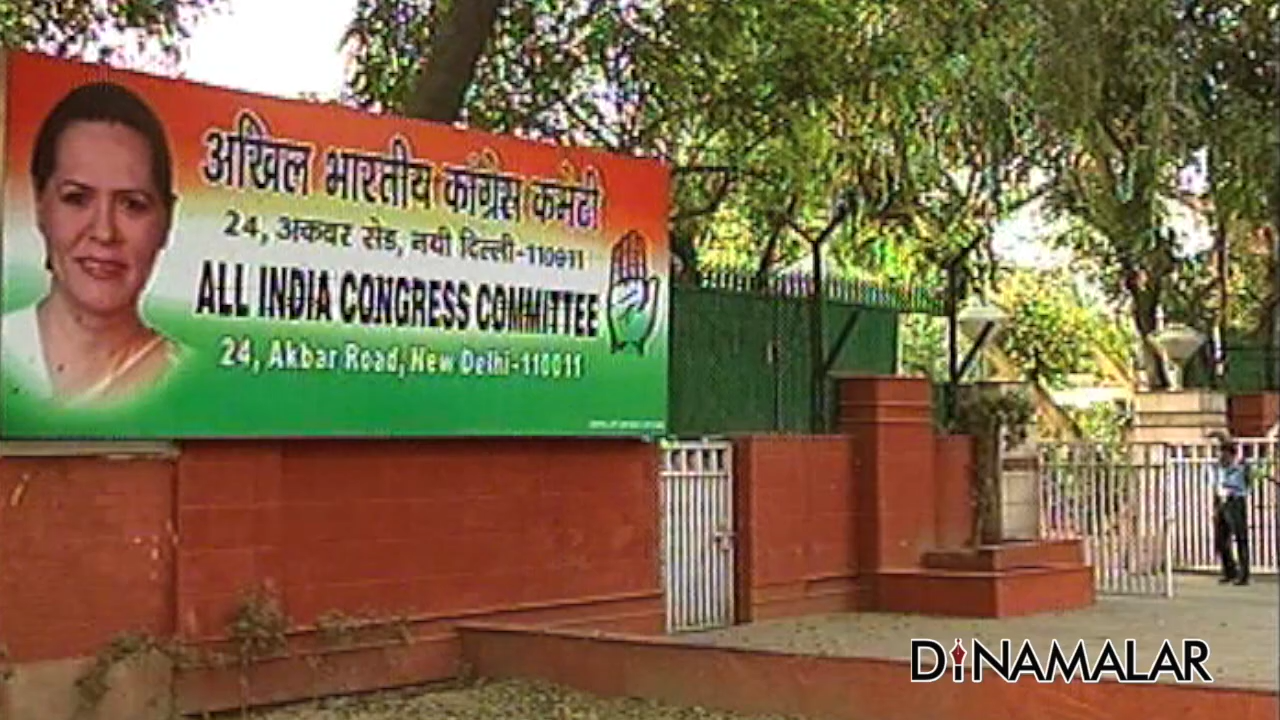 अखिल भारतीय कांग्रेस कमेटी
24, अकबर रोड, नयी दिल्ली-110011
ALL INDIA CONGRESS COMMITTEE
24, Akbar Road, New Delhi-110011
DINAMALAR